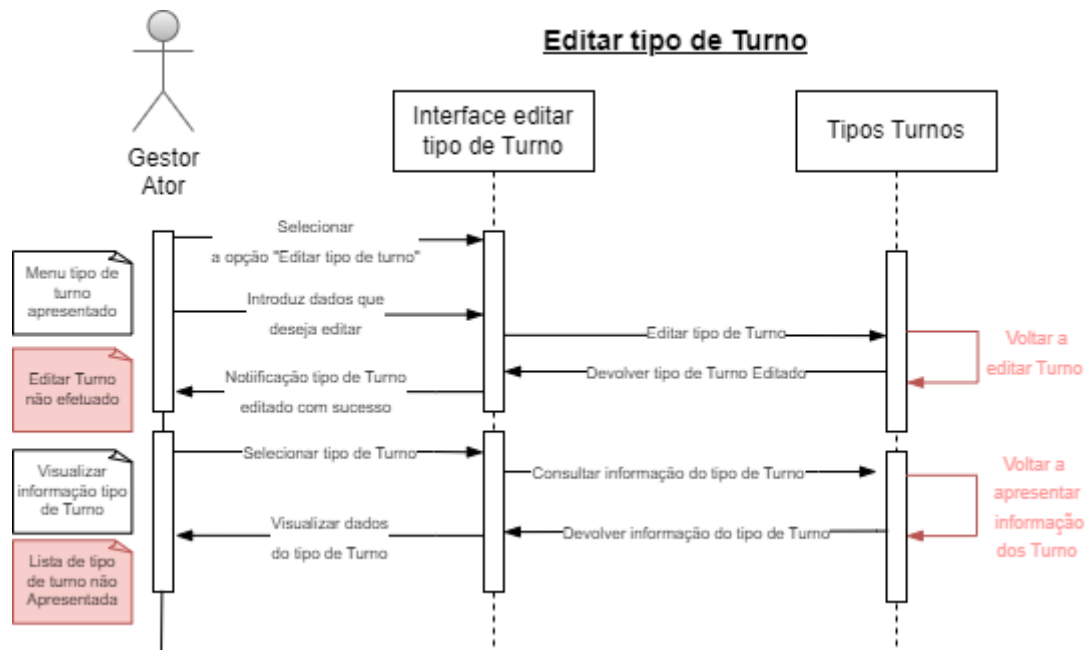 Editar tipo de Turno
Gestor
Ator
Interface editar
tipo de Turno
Tipos Turnos
Selecionar
a opção "Editar tipo de turno"
Menu tipo de
turno
apresentado
Introduz dados que
deseja editar
Editar tipo de Turno
Voltar a
editar Turno
Devolver tipo de Turno Editado
Editar Turno
não efetuado
Notiificação tipo de Turno
editado com sucesso
Selecionar tipo de Turno
Visualizar
informação tipo
de Turno
Consultar informação do tipo de Turno
Voltar a
apresentar
informação
dos Turno
Visualizar dados
do tipo de Turno
Devolver informação do tipo de Turno
Lista de tipo
de turno não
Apresentada